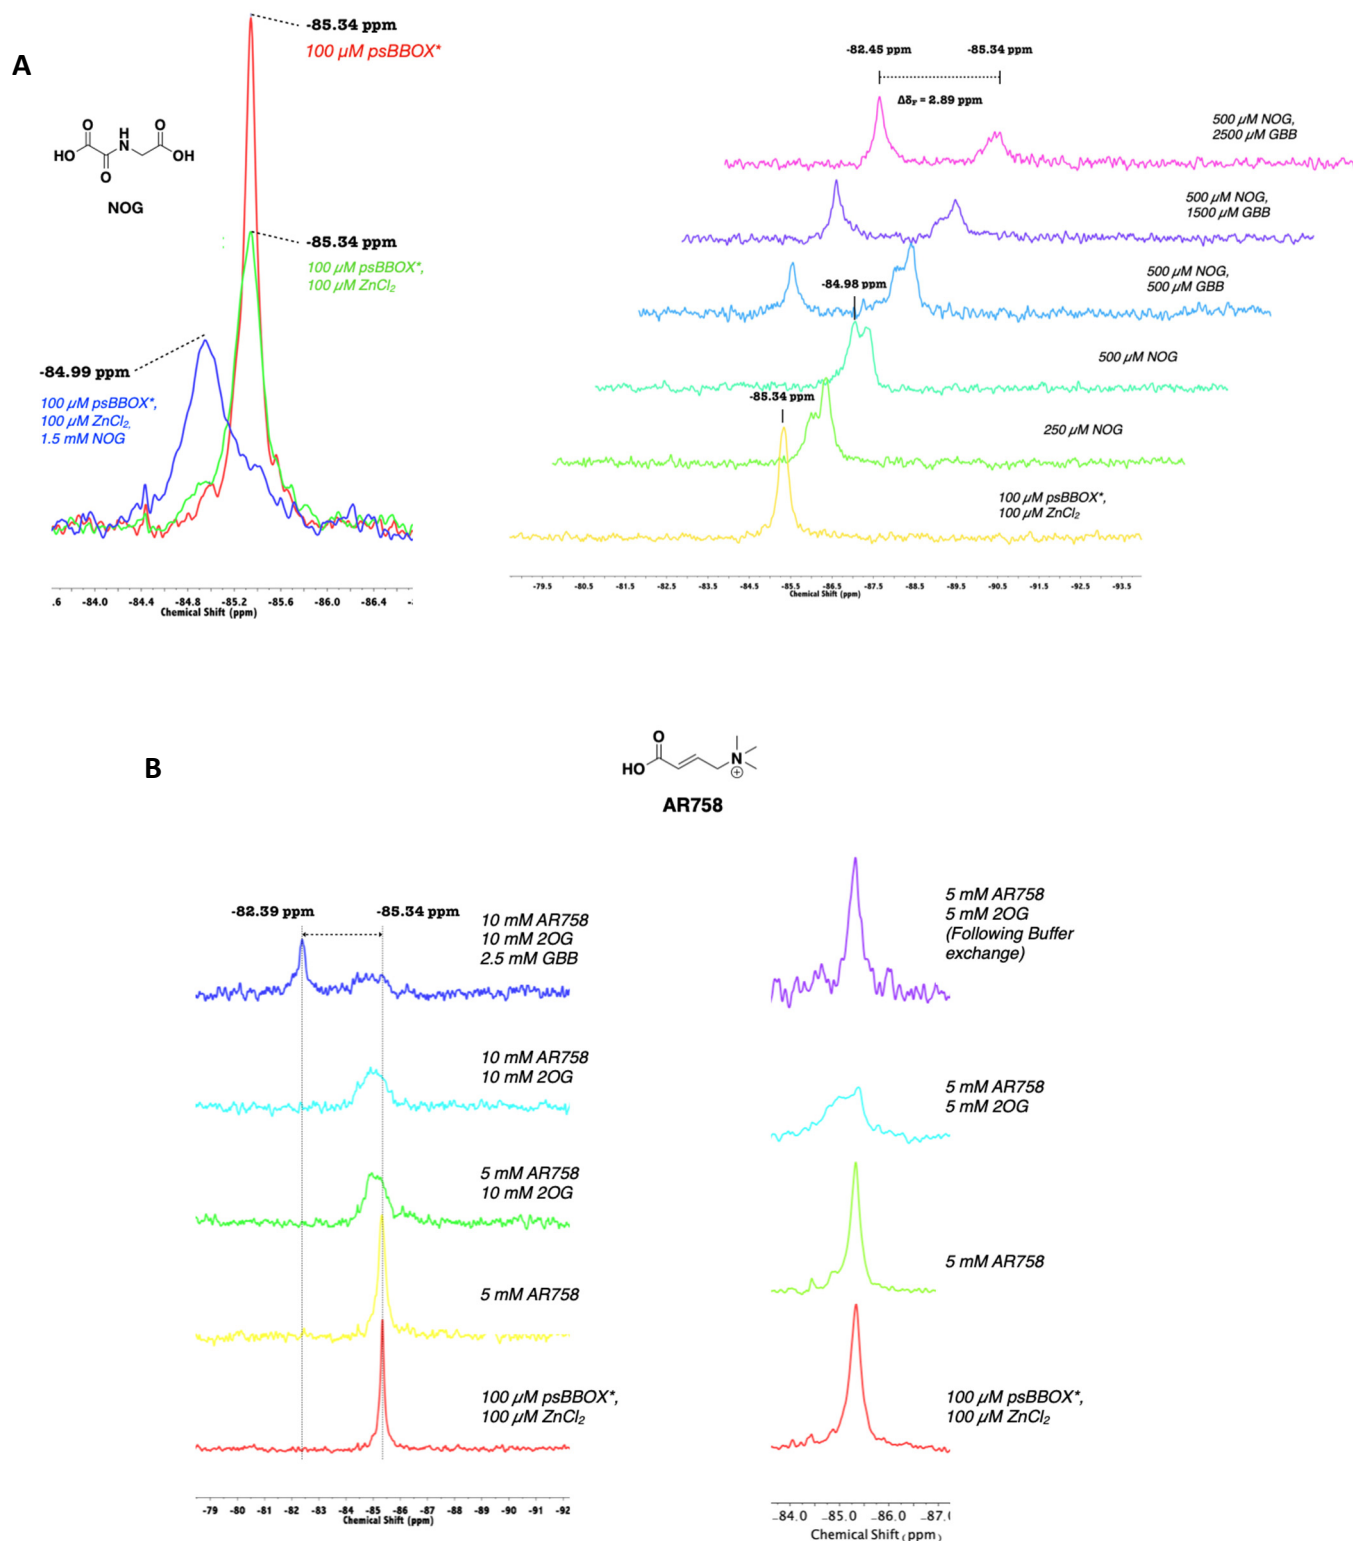 A
-85.34 ppm
100 µM psBBOX*
O
H
N
O
HO
OH
O
NOG
-85.34 ppm
100 µM psBBOX*,
100 µM ZnCl₂
-84.99 ppm
100 µM psBBOX*,
100 µM ZnCl₂,
1.5 mM NOG
.6 -84.0 -84.4 -84.8 -85.2 -85.6 -86.0 -86.4
Chemical Shift (ppm)
-82.45 ppm -85.34 ppm
ΔδF = 2.89 ppm
500 µM NOG,
2500 µM GBB
500 µM NOG,
1500 µM GBB
500 µM NOG,
500 µM GBB
-84.98 ppm
500 µM NOG
-85.34 ppm
250 µM NOG
100 µM psBBOX*,
100 µM ZnCl₂
-79.5 -80.5 -81.5 -82.5 -83.5 -84.5 -85.5 -86.5 -87.5 -88.5 -89.5 -90.5 -91.5 -92.5 -93.5
Chemical Shift (ppm)
B
O
HO
N
+
AR758
-82.39 ppm -85.34 ppm
10 mM AR758
10 mM 2OG
2.5 mM GBB
10 mM AR758
10 mM 2OG
5 mM AR758
10 mM 2OG
5 mM AR758
100 µM psBBOX*,
100 µM ZnCl₂
-79 -80 -81 -82 -83 -84 -85 -86 -87 -88 -89 -90 -91 -92
Chemical Shift (ppm)
5 mM AR758
5 mM 2OG
(Following Buffer
exchange)
5 mM AR758
5 mM 2OG
5 mM AR758
100 µM psBBOX*,
100 µM ZnCl₂
-84.0 -85.0 -86.0 -87.(
Chemical Shift (ppm)